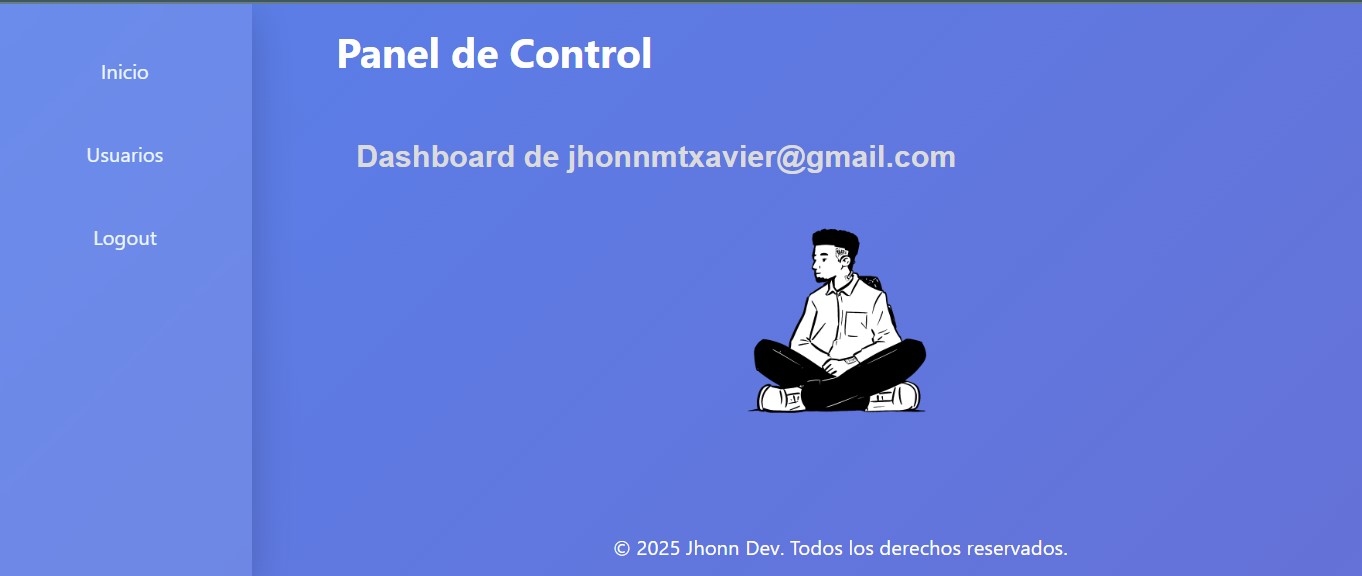 Inicio
Usuarios
Logout
Panel de Control
Dashboard de jhonnmtxavier@gmail.com
© 2025 Jhonn Dev. Todos los derechos reservados.